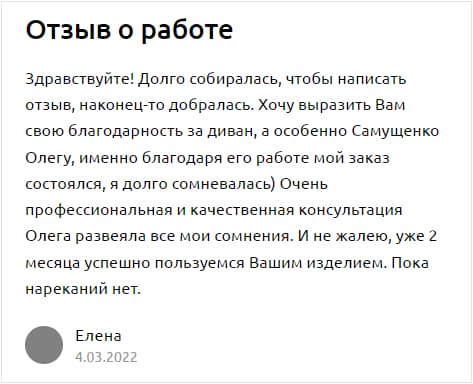 Отзыв о работе
Здравствуйте! Долго собиралась, чтобы написать
отзыв, наконец-то добралась. Хочу выразить Вам
свою благодарность за диван, а особенно Самущенко
Олегу, именно благодаря его работе мой заказ
состоялся, я долго сомневалась) Очень
профессиональная и качественная консультация
Олега развеяла все мои сомнения. И не жалею, уже 2
месяца успешно пользуемся Вашим изделием. Пока
нареканий нет.
Елена
4.03.2022